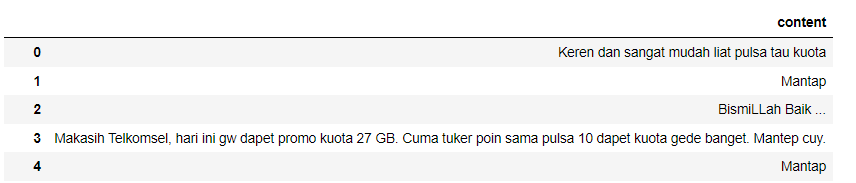 content
0 Keren dan sangat mudah liat pulsa tau kuota
1 Mantap
2 BismiLLah Baik ...
3 Makasih Telkomsel, hari ini gw dapet promo kuota 27 GB. Cuma tuker poin sama pulsa 10 dapet kuota gede banget. Mantep cuy.
4 Mantap